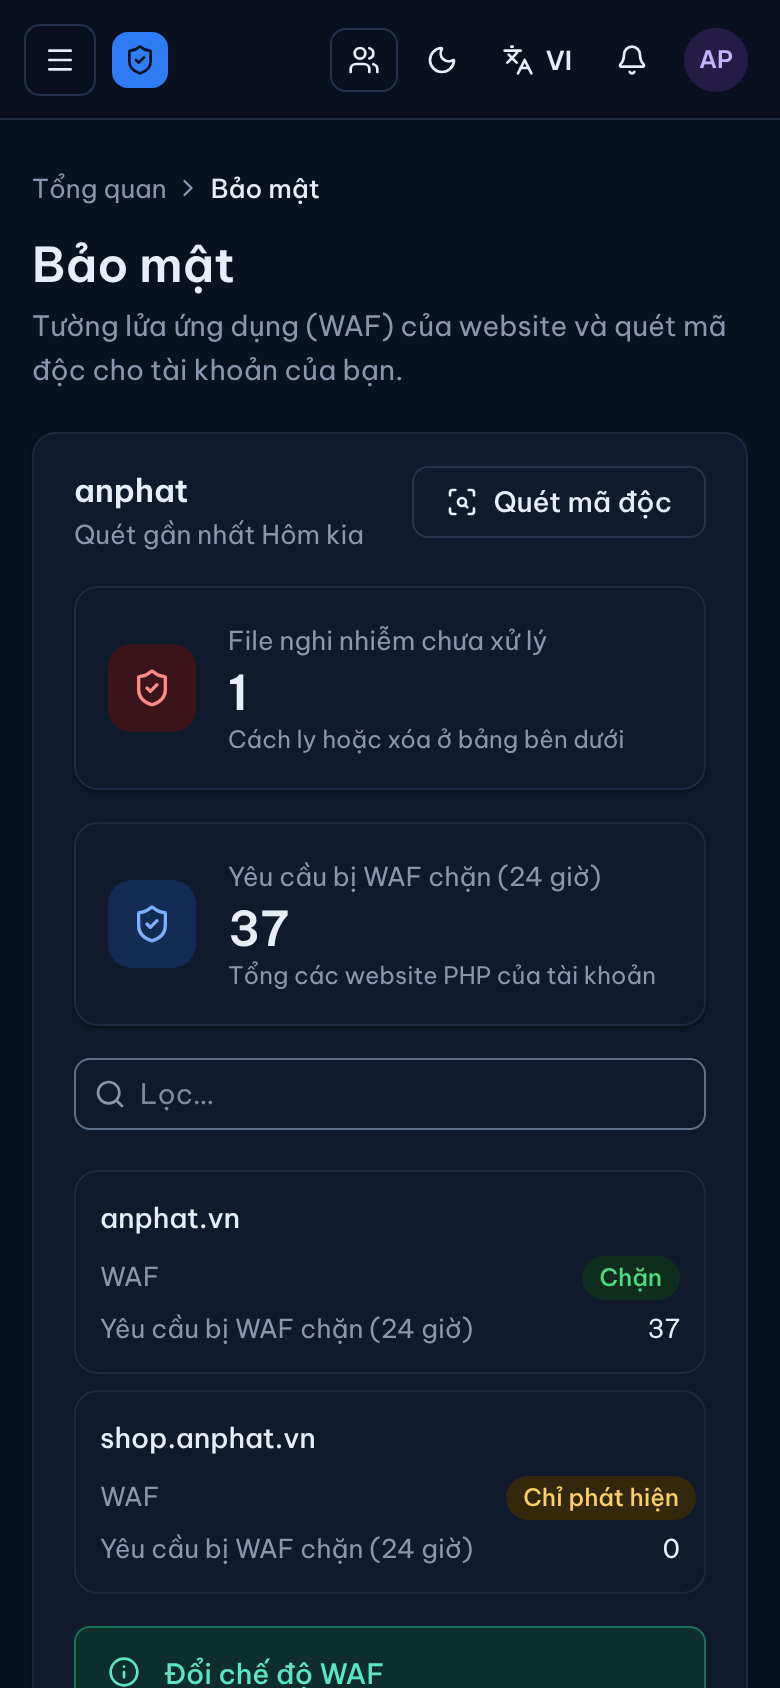 VI
AP
Tổng quan > Bảo mật
Bảo mật
Tường lửa ứng dụng (WAF) của website và quét mã
độc cho tài khoản của bạn.
anphat
Quét mã độc
Quét gần nhất Hôm kia
File nghi nhiễm chưa xử lý
1
Cách ly hoặc xóa ở bảng bên dưới
Yêu cầu bị WAF chặn (24 giờ)
37
Tổng các website PHP của tài khoản
Lọc...
anphat.vn
WAF Chặn
Yêu cầu bị WAF chặn (24 giờ) 37
shop.anphat.vn
WAF Chỉ phát hiện
Yêu cầu bị WAF chặn (24 giờ) 0
Đổi chế độ WAF